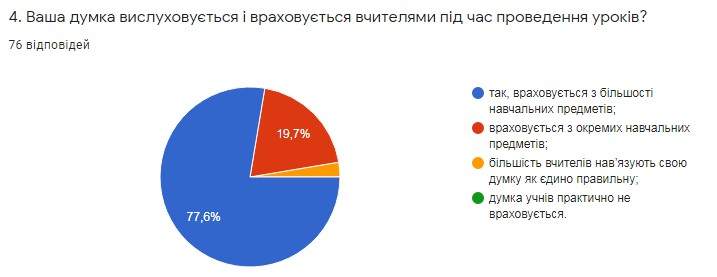 4. Ваша думка вислуховується і враховується вчителями під час проведення уроків?
76 відповідей
так, враховується з більшості
навчальних предметів;
враховується з окремих навчальних
предметів;
більшість вчителів нав'язують свою
думку як єдино правильну;
думка учнів практично не
враховується.
19,7%
77,6%